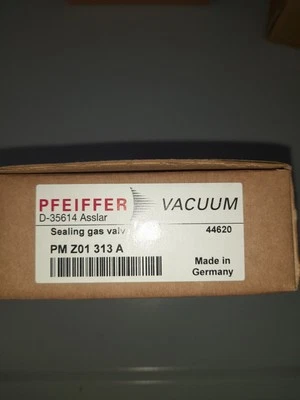 PFEIFFER VACUUM
D-35614 Asslar
Sealing gas valv 44620
PM Z01 313 A
Made in
Germany